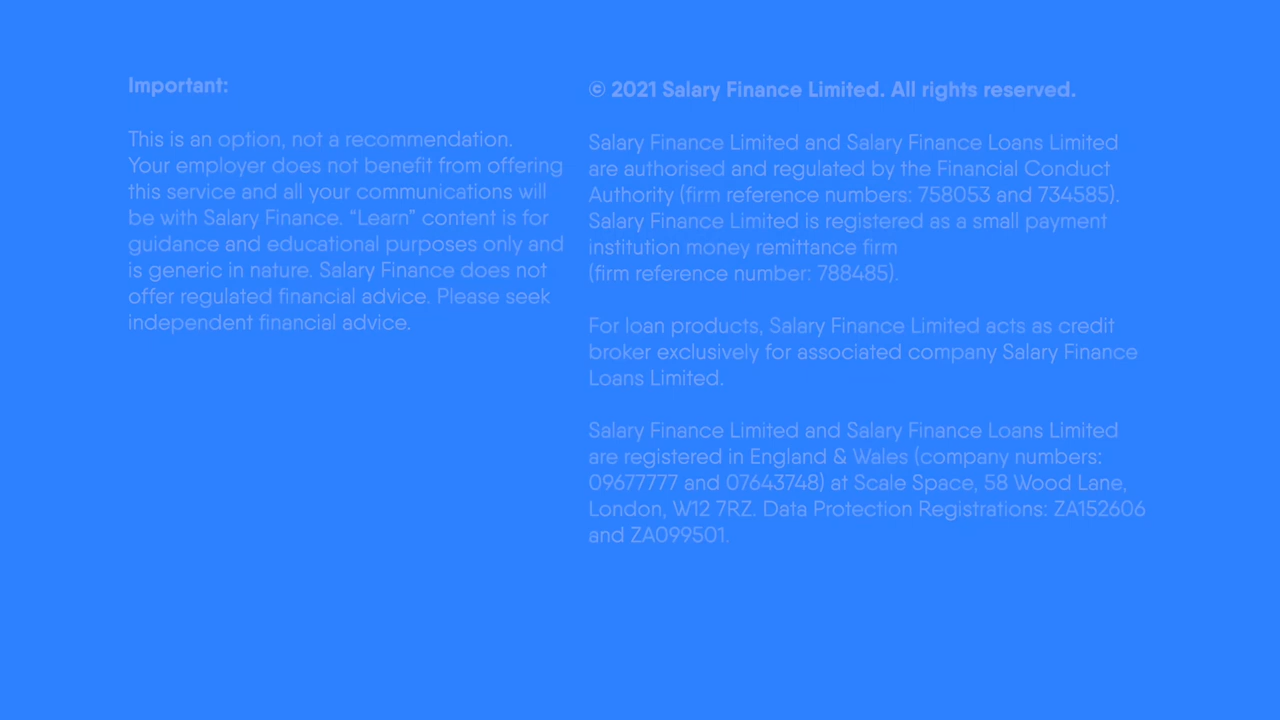 Important:
This is an option, not a recommendation.
Your employer does not benefit from offering
this service and all your communications will
be with Salary Finance. “Learn” content is for
guidance and educational purposes only and
is generic in nature. Salary Finance does not
offer regulated financial advice. Please seek
independent financial advice.
© 2021 Salary Finance Limited. All rights reserved.
Salary Finance Limited and Salary Finance Loans Limited
are authorised and regulated by the Financial Conduct
Authority (firm reference numbers: 758053 and 734585).
Salary Finance Limited is registered as a small payment
institution money remittance firm
(firm reference number: 788485).
For loan products, Salary Finance Limited acts as credit
broker exclusively for associated company Salary Finance
Loans Limited.
Salary Finance Limited and Salary Finance Loans Limited
are registered in England & Wales (company numbers:
09677777 and 07643748) at Scale Space, 58 Wood Lane,
London, W12 7RZ. Data Protection Registrations: ZA152606
and ZA099501.